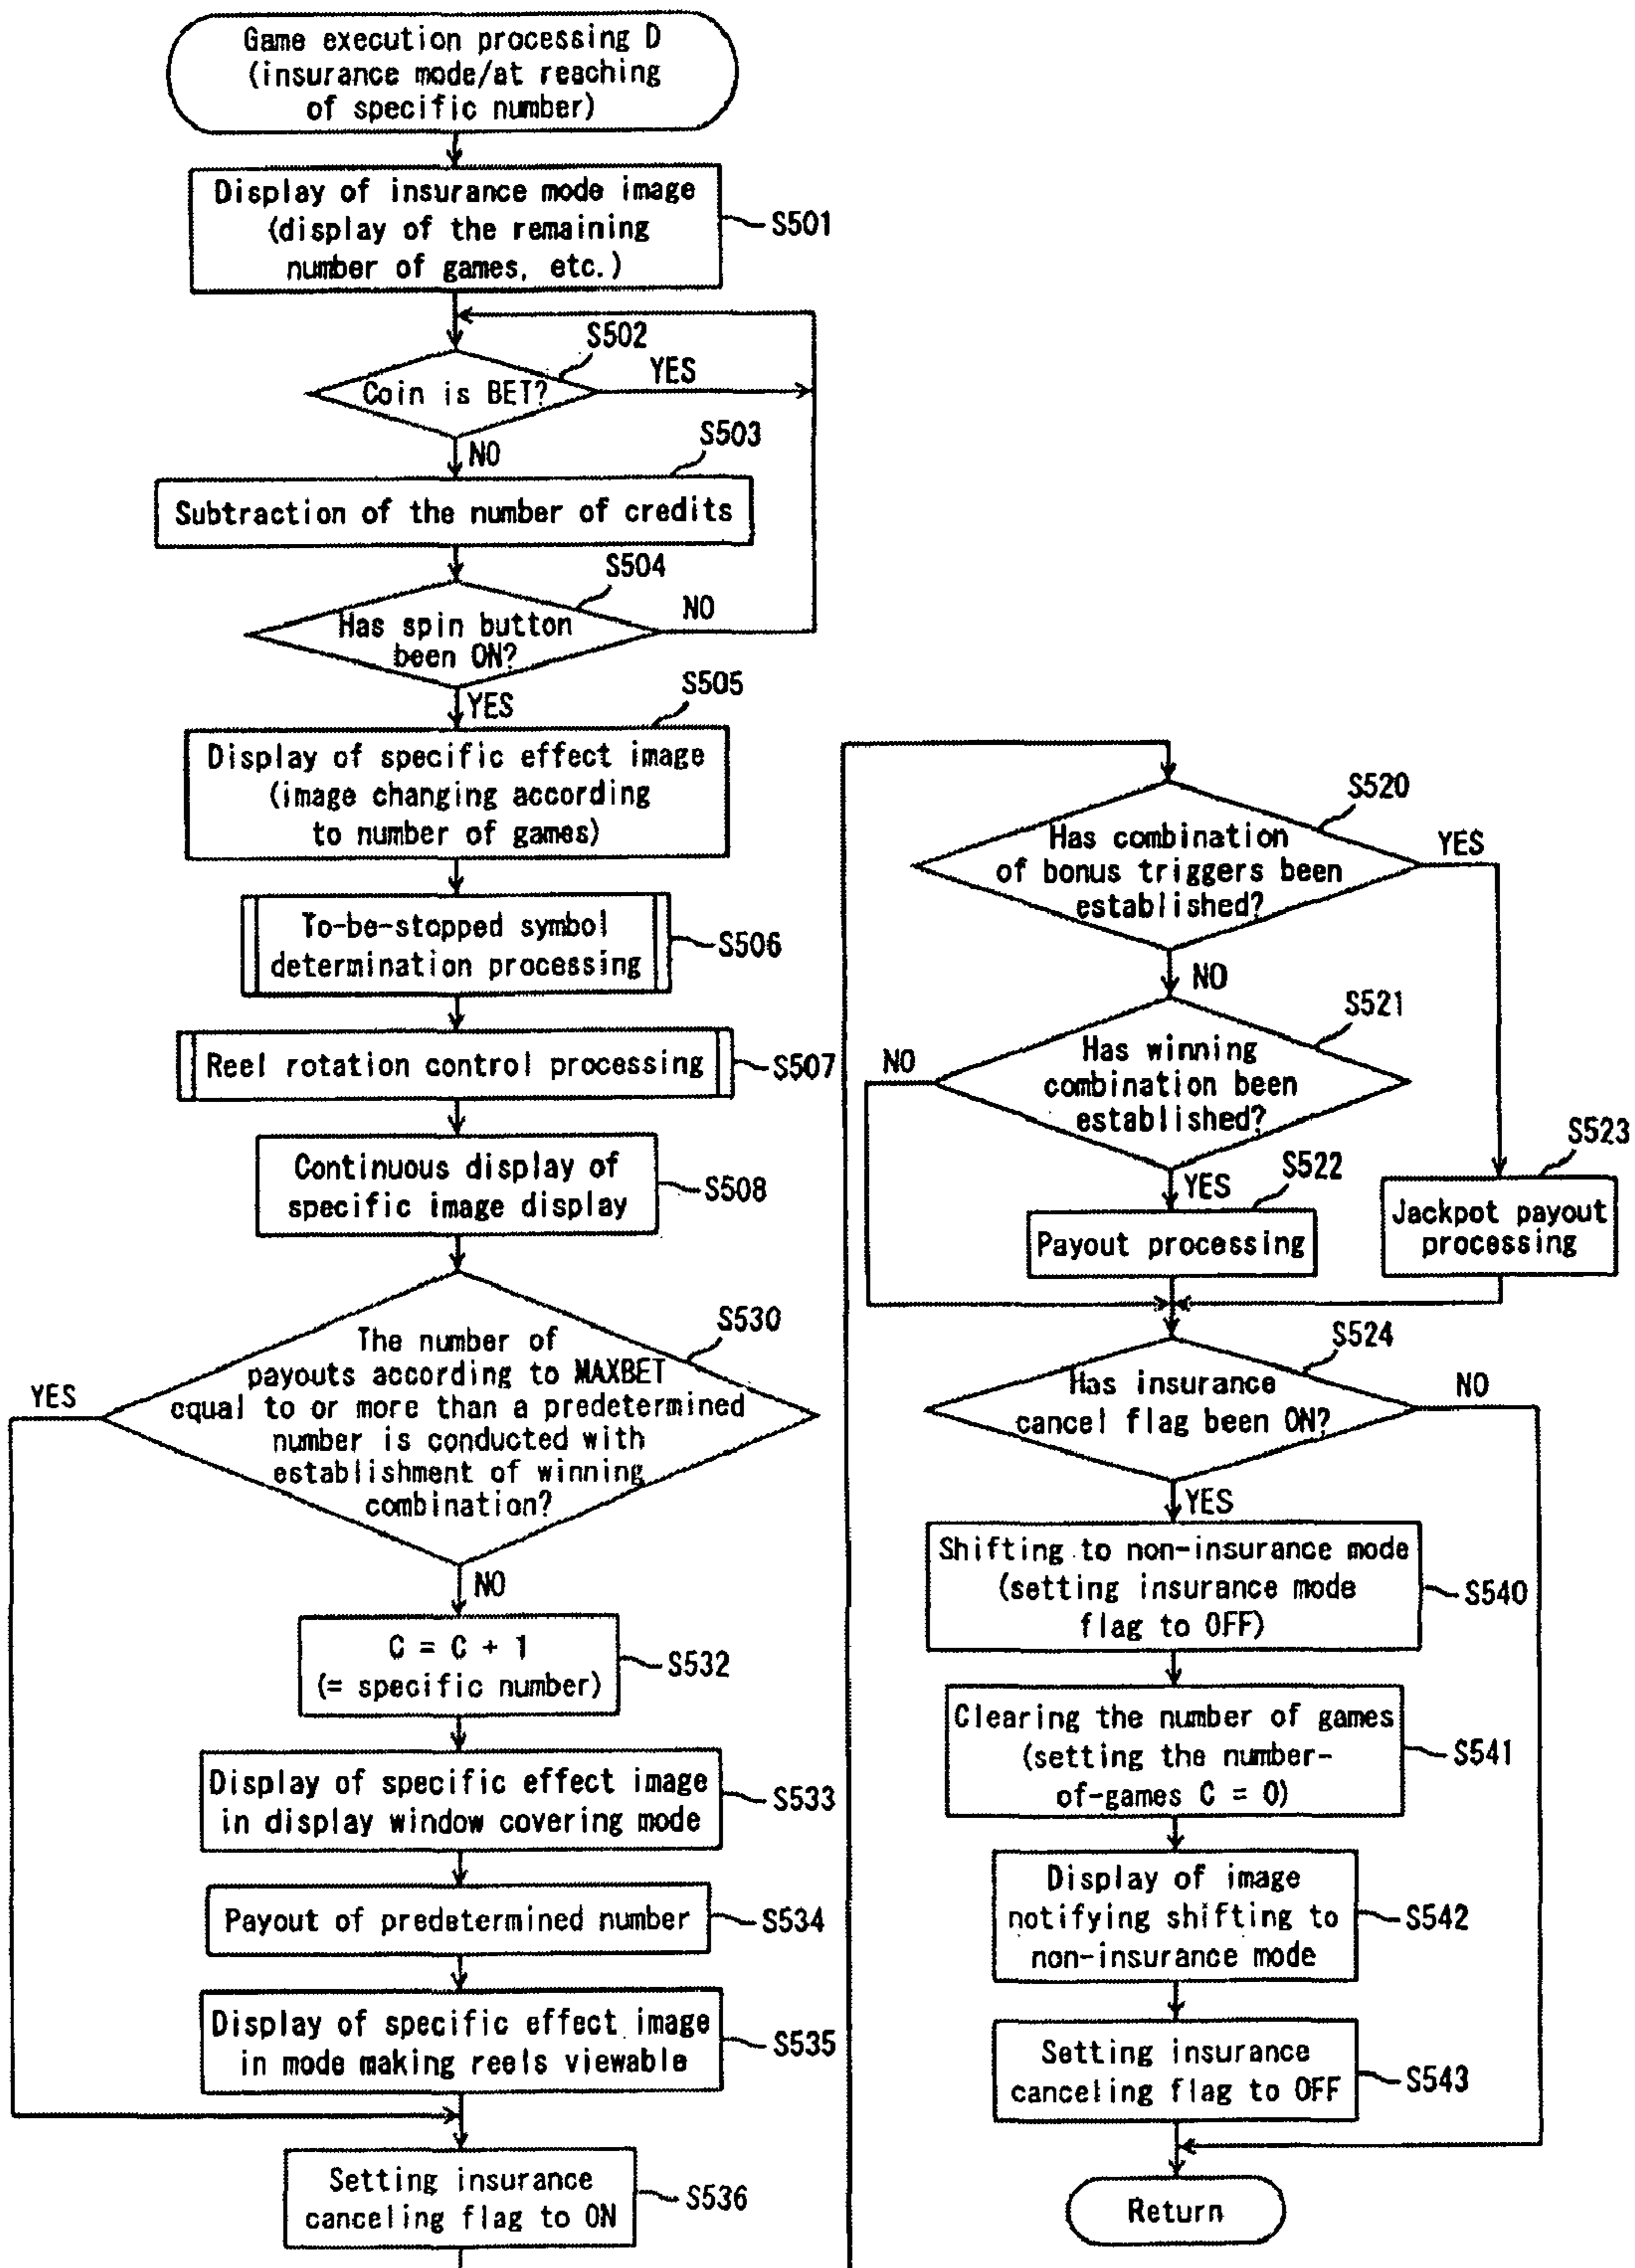 Game execution processing D
(insurance mode/at reaching
of specific number)
Display of insurance mode image
(display of the remaining
number of games, etc.)
S501
S502
Coin is BET?
YES
NO
S503
Subtraction of the number of credits
S504
Has spin button
been ON?
NO
YES
S505
Display of specific effect image
(image changing according
to number of games)
To-be-stopped symbol
determination processing
S506
Reel rotation control processing
S507
Continuous display of
specific image display
S508
S530
The number of
payouts according to MAXBET
equal to or more than a predetermined
number is conducted with
establishment of winning
combination?
YES
NO
C = C + 1
(= specific number)
S532
Display of specific effect image
in display window covering mode
S533
Payout of predetermined number
S534
Display of specific effect image
in mode making reels viewable
S535
Setting insurance
canceling flag to ON
S536
S520
Has combination
of bonus triggers been
established?
YES
NO
S521
Has winning
combination been
established?
NO
YES
S522
Payout processing
S523
Jackpot payout
processing
S524
Has insurance
cancel flag been ON?
NO
YES
Shifting to non-insurance mode
(setting insurance mode
flag to OFF)
S540
Clearing the number of games
(setting the number-
of-games C = 0)
S541
Display of image
notifying shifting to
non-insurance mode
S542
Setting insurance
canceling flag to OFF
S543
Return